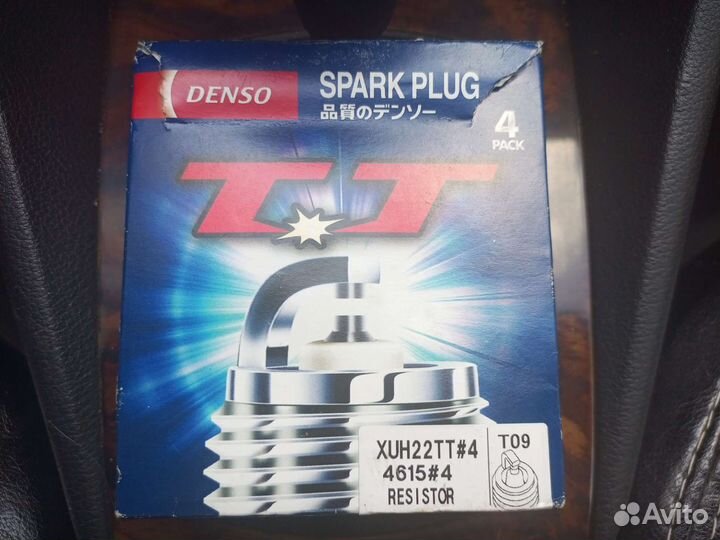 DENSO
SPARK PLUG
品質のデンソー
4
PACK
TT
XUH22TT#4
4615#4
RESISTOR
T09
Avito